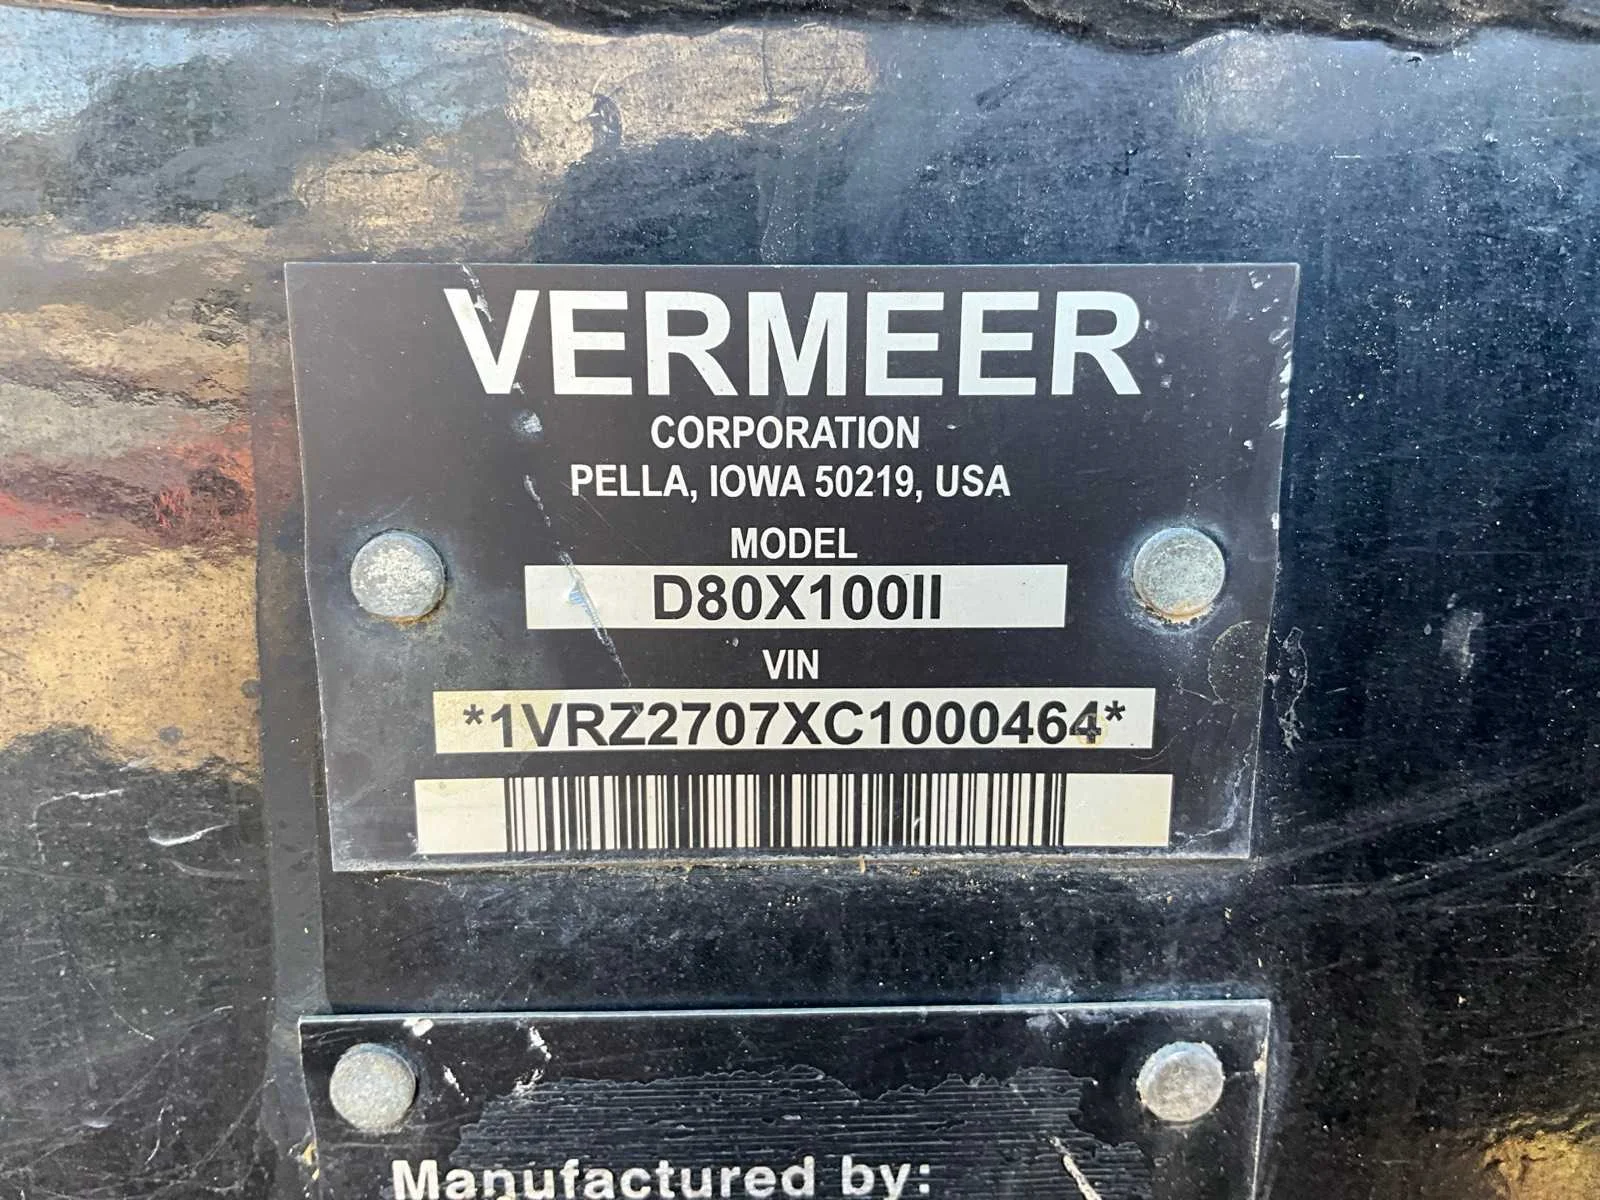 VERMEER
CORPORATION
PELLA, IOWA 50219, USA
MODEL
D80X100II
VIN
*1VRZ2707XC1000464*
Manufactured by: